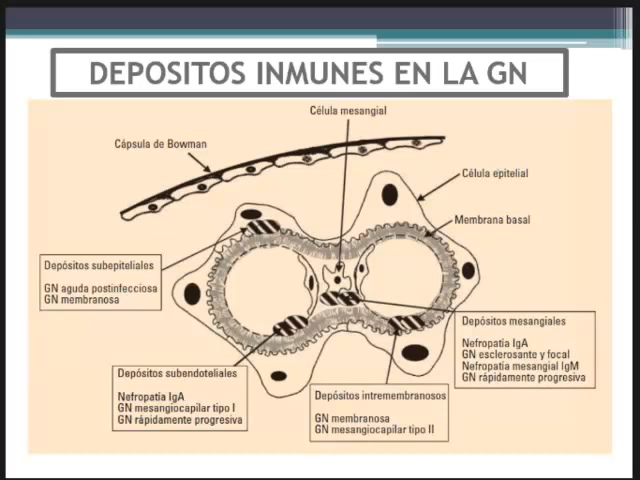 DEPOSITOS INMUNES EN LA GN
Célula mesangial
Cápsula de Bowman
Célula epitelial
Membrana basal
Depósitos subepiteliales
GN aguda postinfecciosa
GN membranosa
Depósitos mesangiales
Nefropatía IgA
GN esclerosante y focal
Nefropatía mesangial IgM
GN rápidamente progresiva
Depósitos subendoteliales
Nefropatía IgA
GN mesangiocapilar tipo I
GN rápidamente progresiva
Depósitos intremembranosos
GN membranosa
GN mesangiocapilar tipo II